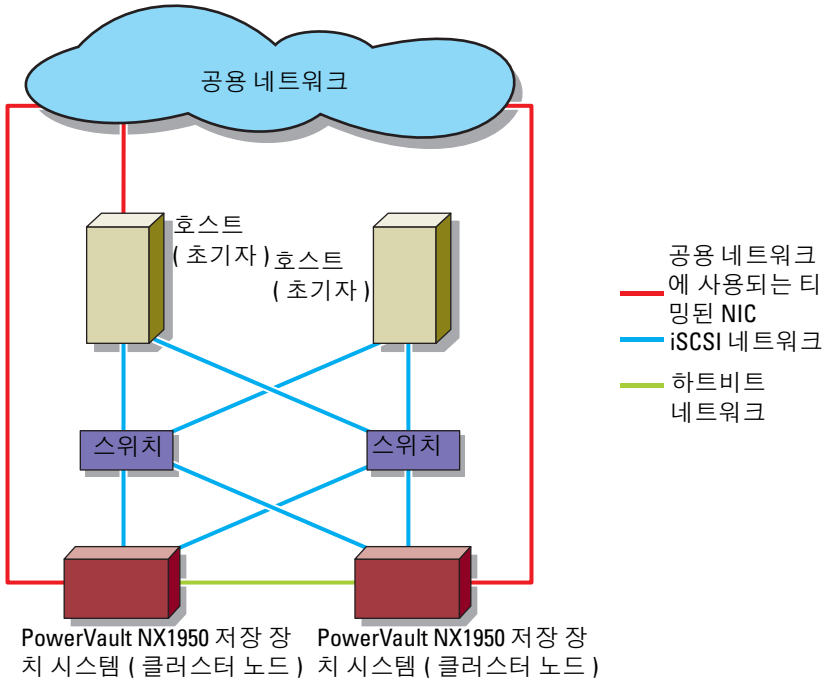 공용 네트워크
호스트
( 초기자 )
호스트
( 초기자 )
공용 네트워크
에 사용되는 티
밍된 NIC
iSCSI 네트워크
하트비트
네트워크
스위치
스위치
PowerVault NX1950 저장 장
치 시스템 ( 클러스터 노드 )
PowerVault NX1950 저장 장
치 시스템 ( 클러스터 노드 )